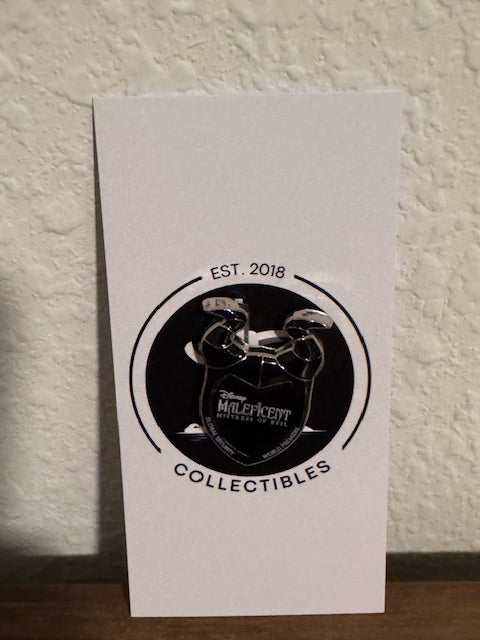 EST. 2018
Disney
MALEFICENT
MISTRESS OF EVIL
GLOBAL SECURITY
WORLD PREMIERE
COLLECTIBLES